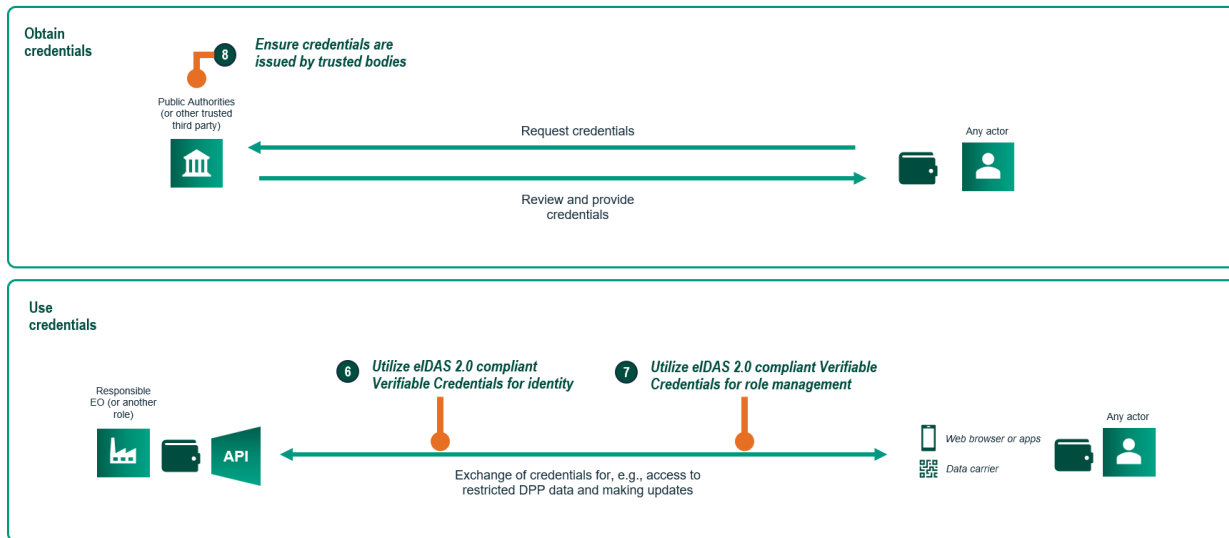 Obtain
credentials
8
Ensure credentials are
issued by trusted bodies
Public Authorities
(or other trusted
third party)
Request credentials
Any actor
Review and provide
credentials
Use
credentials
6
Utilize eIDAS 2.0 compliant
Verifiable Credentials for identity
7
Utilize eIDAS 2.0 compliant Verifiable
Credentials for role management
Responsible
EO (or another
role)
API
Exchange of credentials for, e.g., access to
restricted DPP data and making updates
Web browser or apps
Data carrier
Any actor